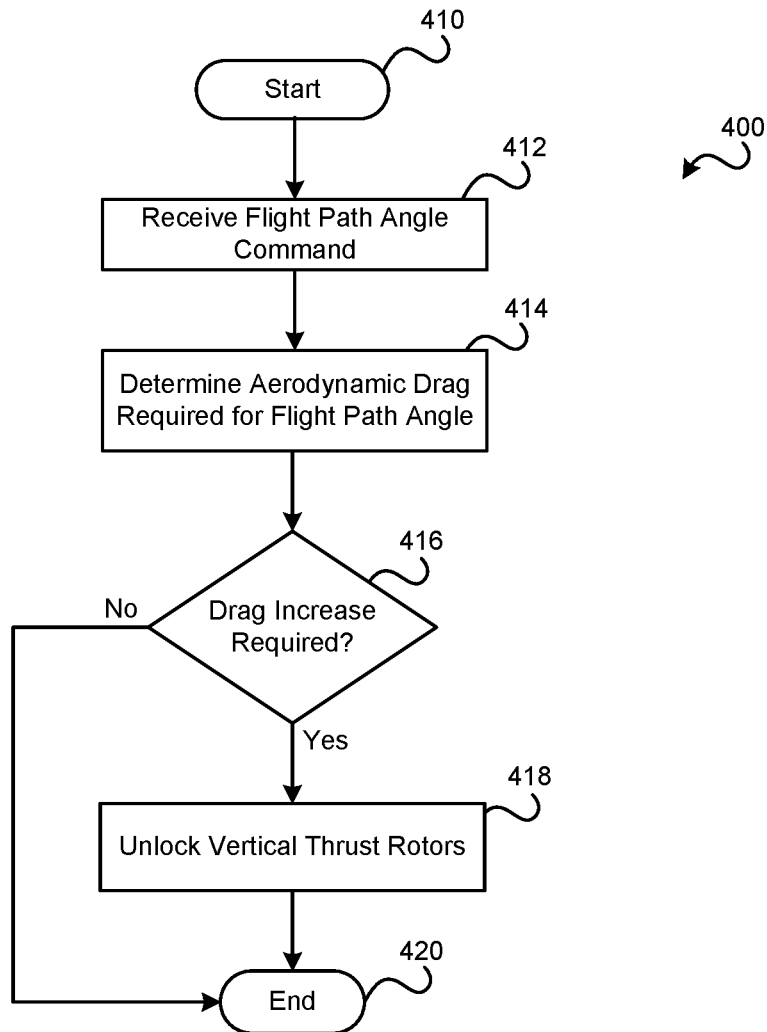 410
Start
400
412
Receive Flight Path Angle
Command
414
Determine Aerodynamic Drag
Required for Flight Path Angle
416
No
Drag Increase
Required?
Yes
418
Unlock Vertical Thrust Rotors
420
End